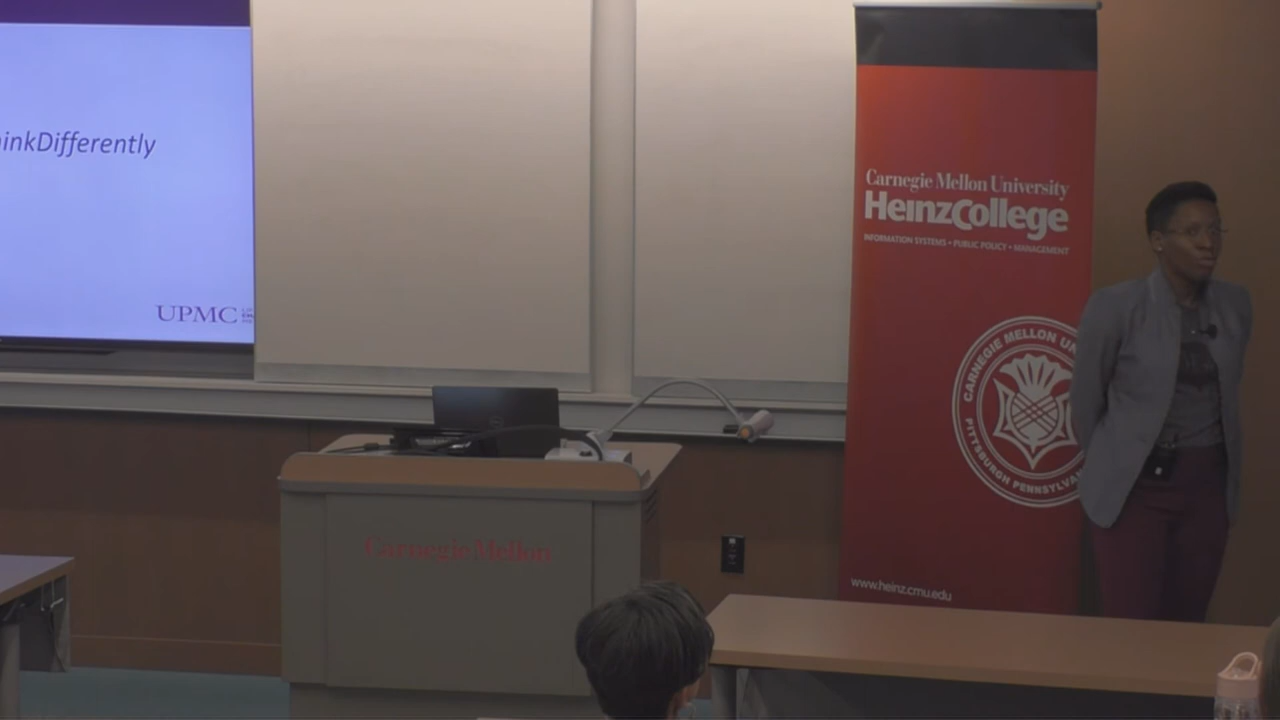 inkDifferently
UPMC
Carnegie Mellon University
HeinzCollege
INFORMATION SYSTEMS • PUBLIC POLICY • MANAGEMENT
CARNEGIE MELLON UN
PITTSBURGH PENNSYLVAN
Carnegie Mellon
www.heinz.cmu.edu